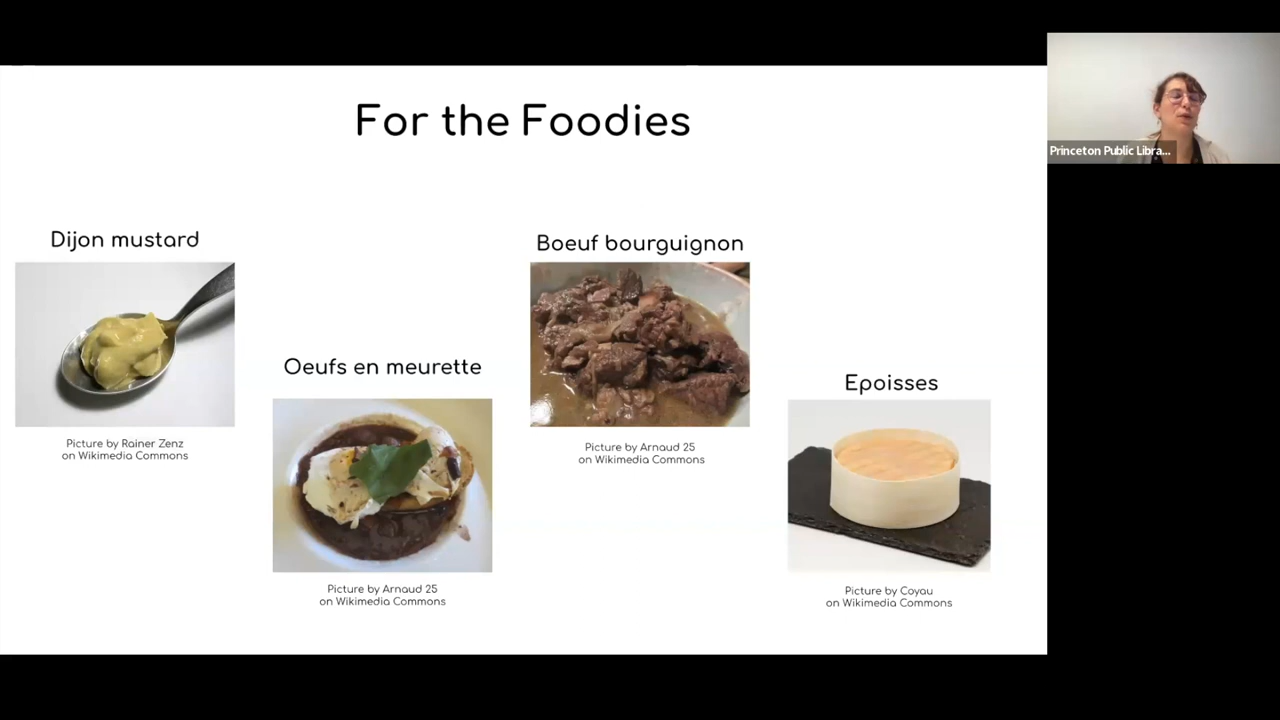 For the Foodies
Dijon mustard
Picture by Rainer Zenz
on Wikimedia Commons
Oeufs en meurette
Picture by Arnaud 25
on Wikimedia Commons
Boeuf bourguignon
Picture by Arnaud 25
on Wikimedia Commons
Epoisses
Picture by Coyau
on Wikimedia Commons
Princeton Public Libra...